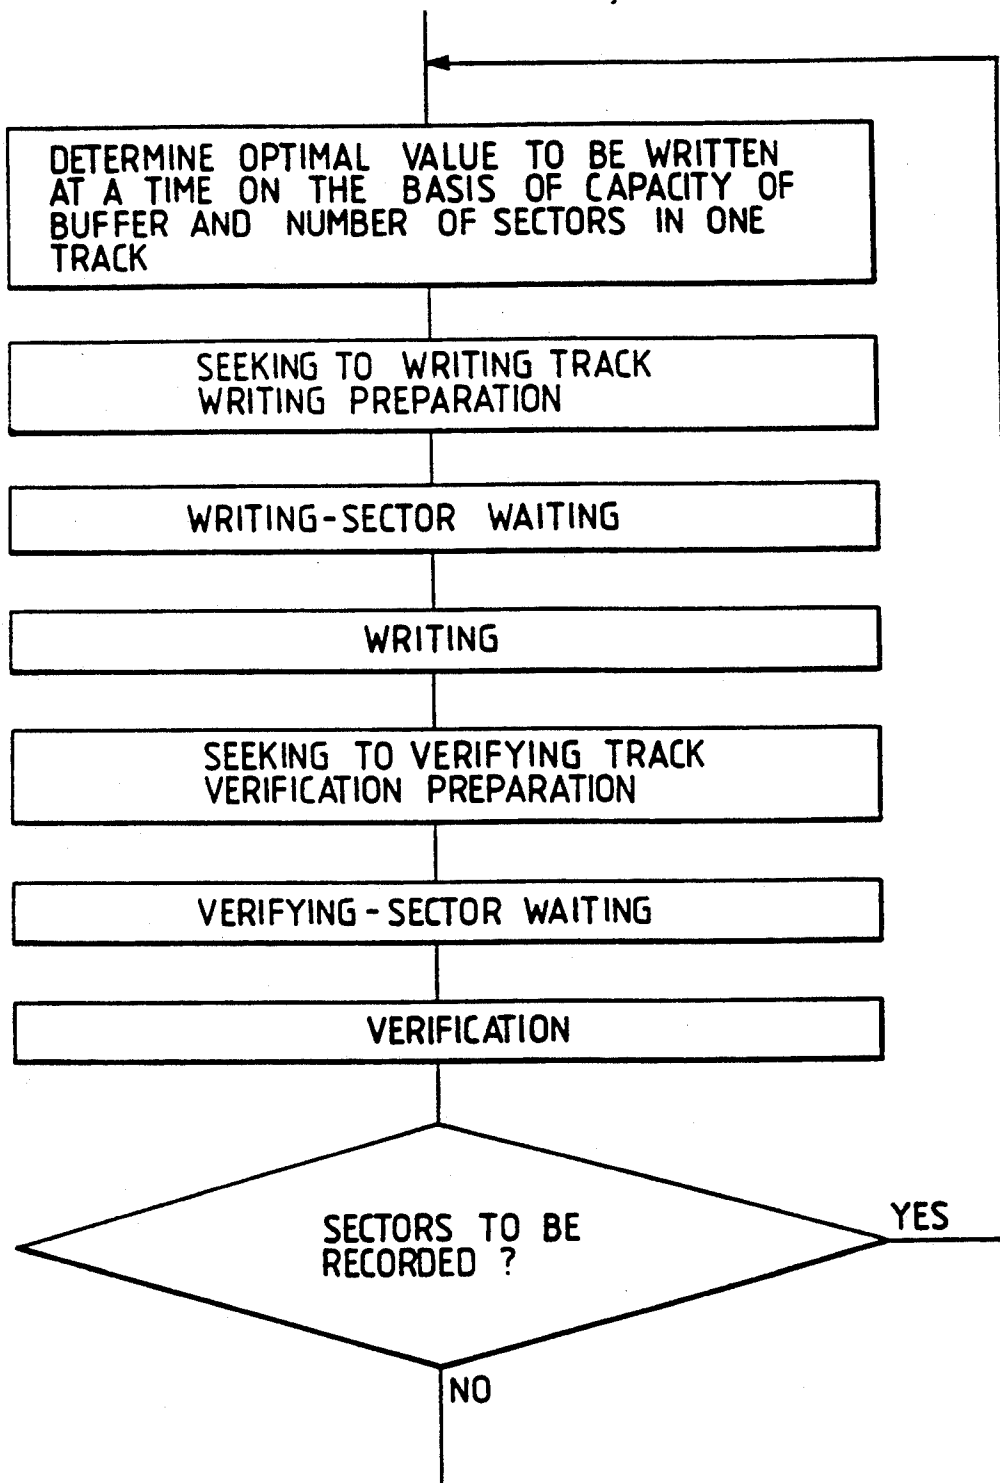 DETERMINE OPTIMAL VALUE TO BE WRITTEN
AT A TIME ON THE BASIS OF CAPACITY OF
BUFFER AND NUMBER OF SECTORS IN ONE
TRACK
SEEKING TO WRITING TRACK
WRITING PREPARATION
WRITING-SECTOR WAITING
WRITING
SEEKING TO VERIFYING TRACK
VERIFICATION PREPARATION
VERIFYING-SECTOR WAITING
VERIFICATION
SECTORS TO BE
RECORDED ?
YES
NO